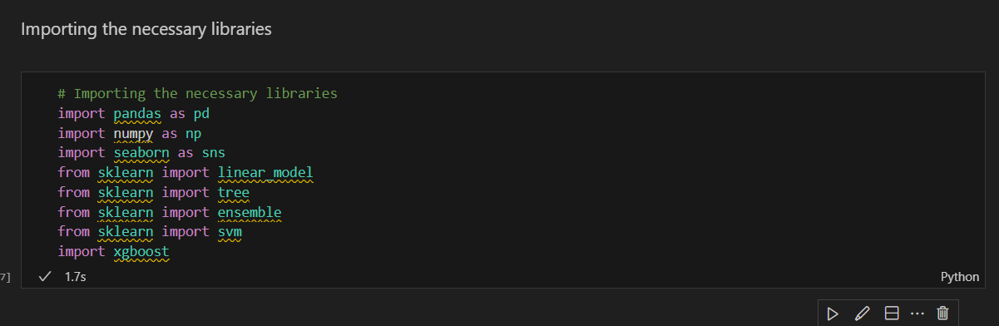 Importing the necessary libraries
# Importing the necessary libraries
import pandas as pd
import numpy as np
import seaborn as sns
from sklearn import linear_model
from sklearn import tree
from sklearn import ensemble
from sklearn import svm
import xgboost
7] 1.7s Python